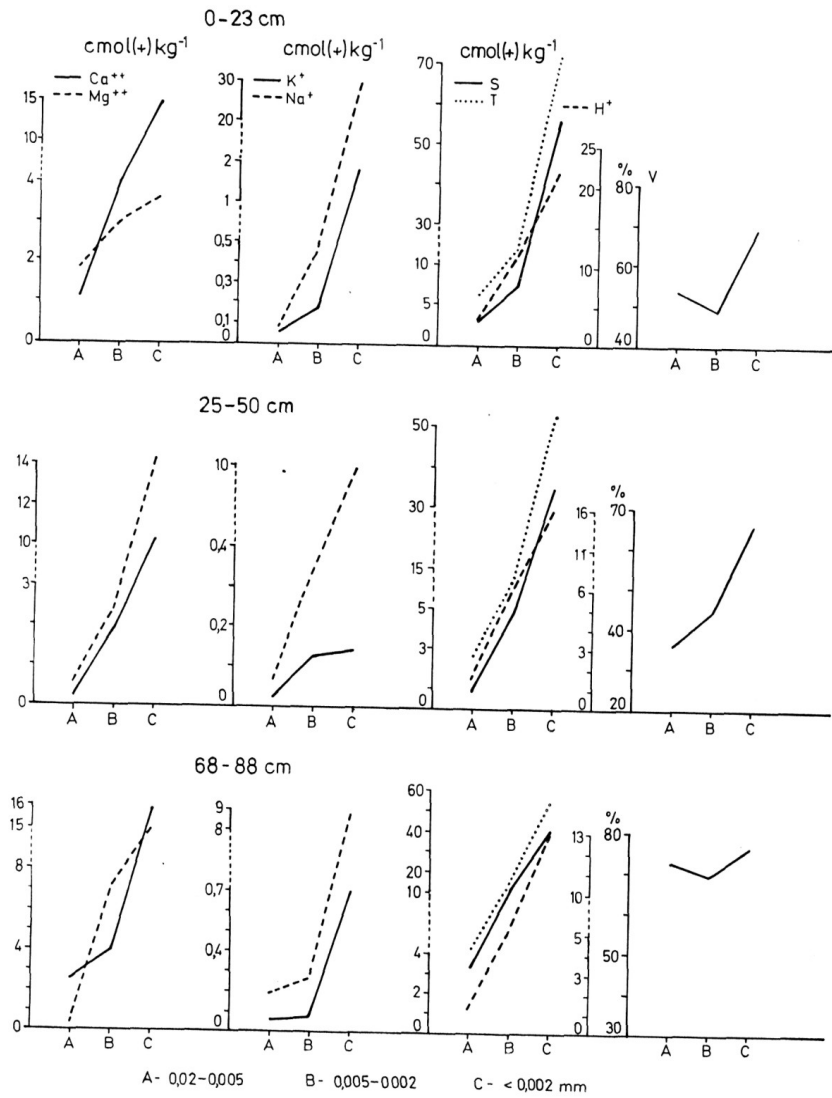 0-23 cm
cmol(+) kg⁻¹ cmol(+) kg⁻¹ cmol(+) kg⁻¹
Ca⁺⁺ K⁺ S
Mg⁺⁺ Na⁺ T H⁺
15 30 70
10 20 50 25
% V
4 2 30 20 80
1
2 0,5 10 10 60
0,3 5 5
0,1
0 0 0 0 40
A B C A B C A B C A B C
25-50 cm
14 10 50 %
12 30 16 70
10 0,4 15 11
3 5 6 40
0,2 3
0 0 0 0 20
A B C A B C A B C A B C
68-88 cm
16 9 60 %
15 8 40 13 80
8 0,7 20 10
10
4 0,4 4 5 50
2 3
0 0 0 0 30
A B C A B C A B C A B C
A- 0,02-0,005 B- 0,005-0002 C- < 0,002 mm